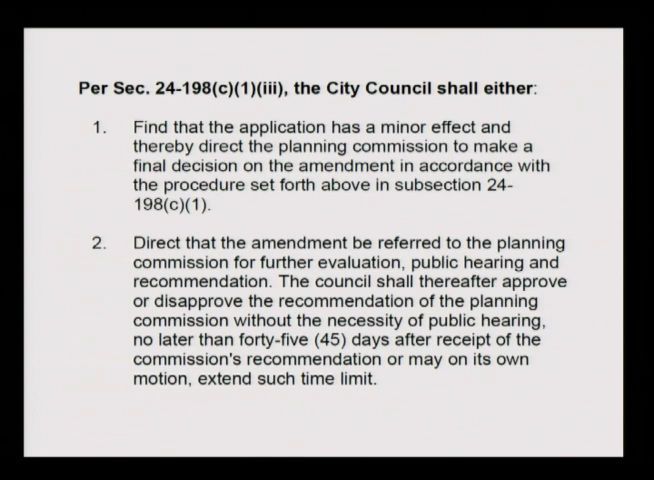 Per Sec. 24-198(c)(1)(iii), the City Council shall either:
1. Find that the application has a minor effect and
thereby direct the planning commission to make a
final decision on the amendment in accordance with
the procedure set forth above in subsection 24-
198(c)(1).
2. Direct that the amendment be referred to the planning
commission for further evaluation, public hearing and
recommendation. The council shall thereafter approve
or disapprove the recommendation of the planning
commission without the necessity of public hearing,
no later than forty-five (45) days after receipt of the
commission's recommendation or may on its own
motion, extend such time limit.